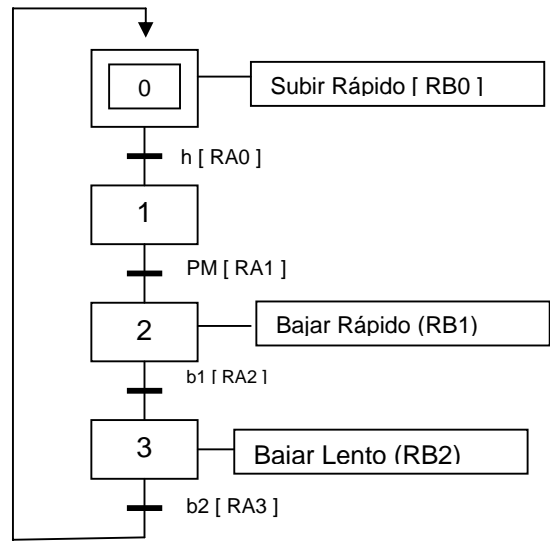 0
Subir Rápido [ RB0 ]
h [ RA0 ]
1
PM [ RA1 ]
2
Bajar Rápido (RB1)
b1 [ RA2 ]
3
Bajar Lento (RB2)
b2 [ RA3 ]